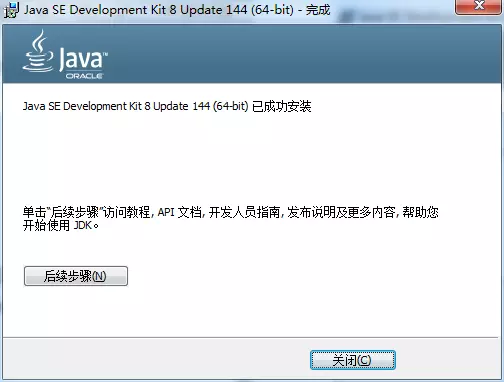 Java SE Development Kit 8 Update 144 (64-bit) - 完成
Java™
ORACLE
Java SE Development Kit 8 Update 144 (64-bit) 已成功安装
单击“后续步骤”访问教程, API 文档, 开发人员指南, 发布说明及更多内容, 帮助您
开始使用 JDK。
后续步骤(N)
关闭(C)